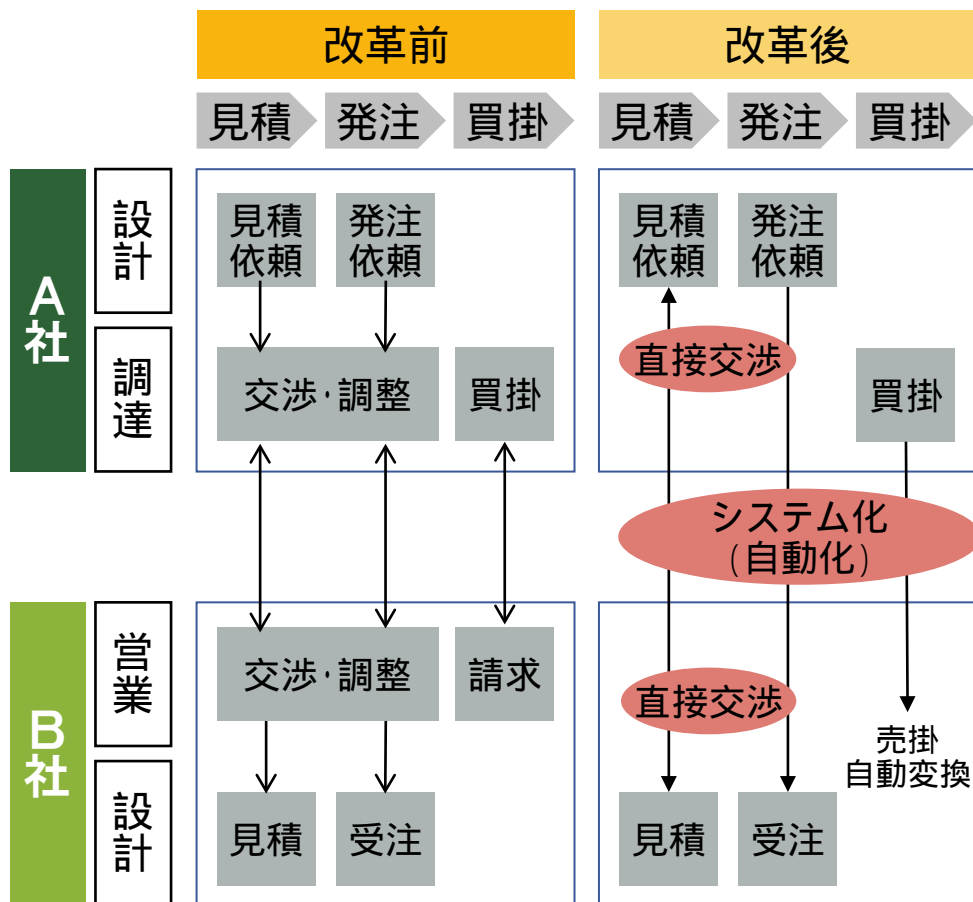 改革前
改革後
見積
発注
買掛
見積
発注
買掛
A社
設計
調達
B社
営業
設計
見積
依頼
発注
依頼
交渉・調整
買掛
交渉・調整
請求
見積
受注
見積
依頼
発注
依頼
直接交渉
買掛
システム化
(自動化)
直接交渉
売掛
自動変換
見積
受注